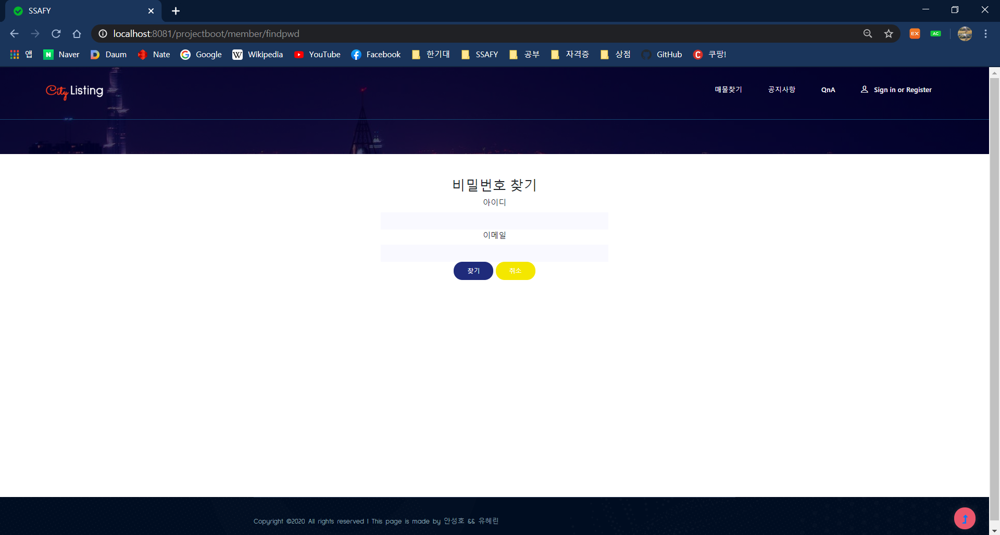 SSAFY
localhost:8081/projectboot/member/findpwd
EX
AC
앱 Naver Daum Nate Google Wikipedia YouTube Facebook 한기대 SSAFY 공부 자격증 상점 GitHub 쿠팡!
City Listing
매물찾기 공지사항 QnA Sign in or Register
비밀번호 찾기
아이디
이메일
찾기 취소
Copyright ©2020 All rights reserved | This page is made by 안성호 && 유혜린